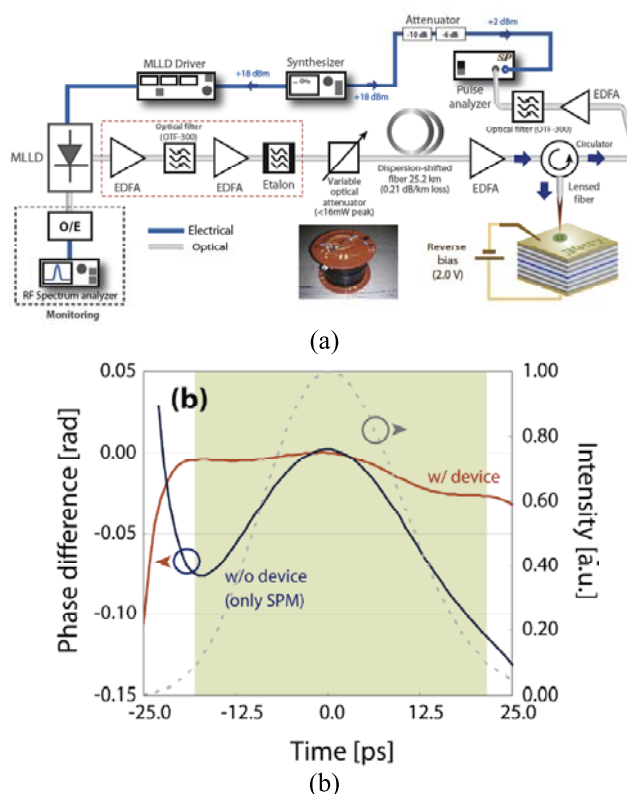 Attenuator
-10 dB -6 dB
+2 dBm
MLLD Driver
Synthesizer
+18 dBm
+18 dBm
GHz
SP
Pulse
analyzer
EDFA
Optical filter (OTF-300)
MLLD
Optical filter
(OTF-300)
EDFA
EDFA
Etalon
Variable
optical
attenuator
(<16mW peak)
Dispersion-shifted
fiber 25.2 km
(0.21 dB/km loss)
EDFA
Circulator
Lensed
fiber
O/E
Electrical
Optical
Reverse
bias
(2.0 V)
RF Spectrum analyzer
Monitoring
(a)
(b)
0.05
0.00
-0.05
-0.10
-0.15
Phase difference [rad]
w/ device
w/o device
(only SPM)
1.00
0.80
0.60
0.40
0.20
0.00
Intensity [a.u.]
-25.0 -12.5 0.0 12.5 25.0
Time [ps]
(b)